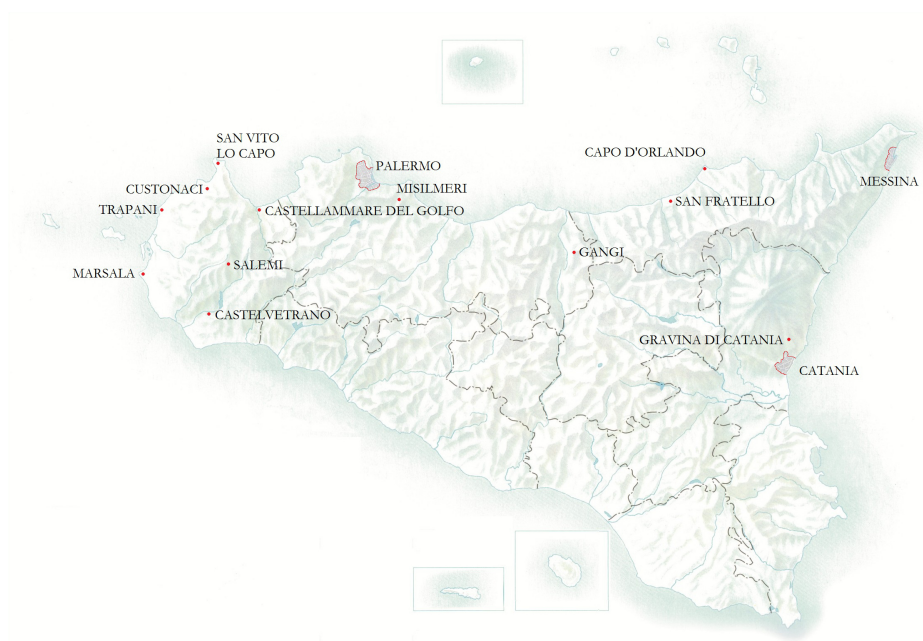 SAN VITO
LO CAPO
CAPO D'ORLANDO
PALERMO
MESSINA
CUSTONACI
MISILMERI
SAN FRATELLO
TRAPANI
CASTELLAMMARE DEL GOLFO
GANGI
SALEMI
MARSALA
CASTELVETRANO
GRAVINA DI CATANIA
CATANIA